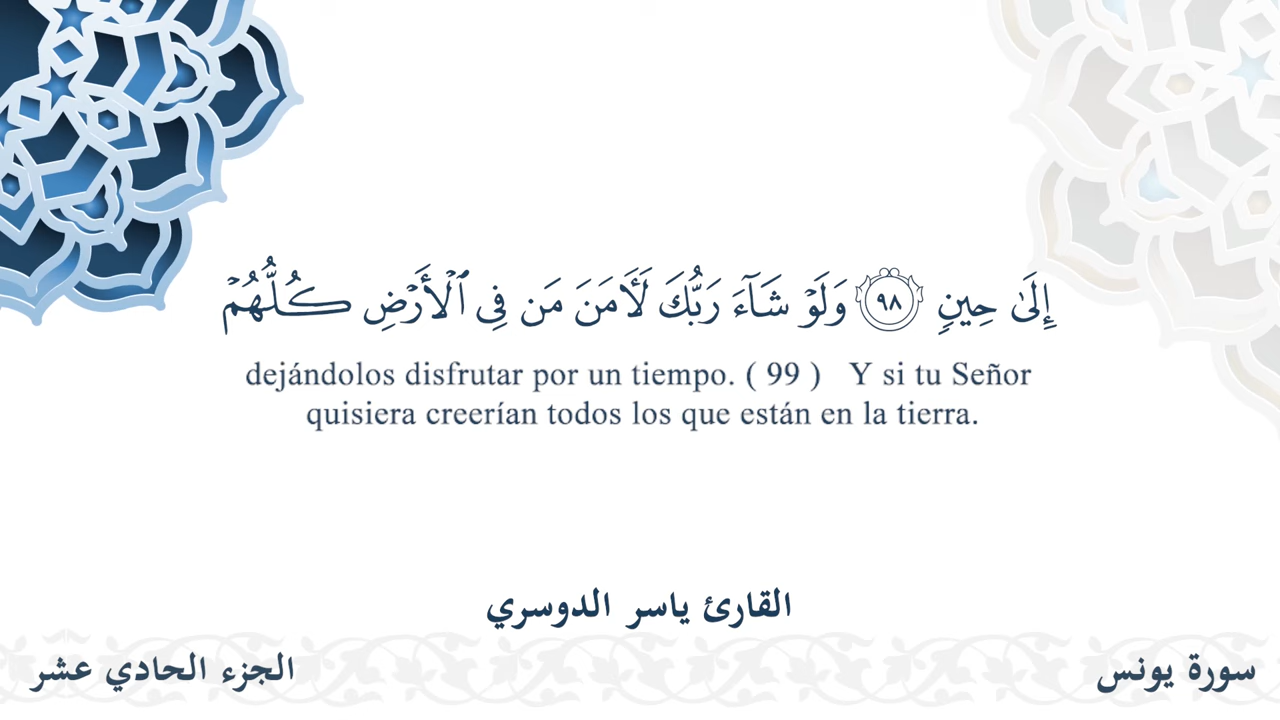 إِلَىٰ حِينٍ ٩٨ وَلَوْ شَآءَ رَبُّكَ لَأٓمَنَ مَن فِى ٱلْأَرْضِ كُلُّهُمْ
dejándolos disfrutar por un tiempo. ( 99 ) Y si tu Señor
quisiera creerían todos los que están en la tierra.
القارئ ياسر الدوسري
سورة يونس
الجزء الحادي عشر